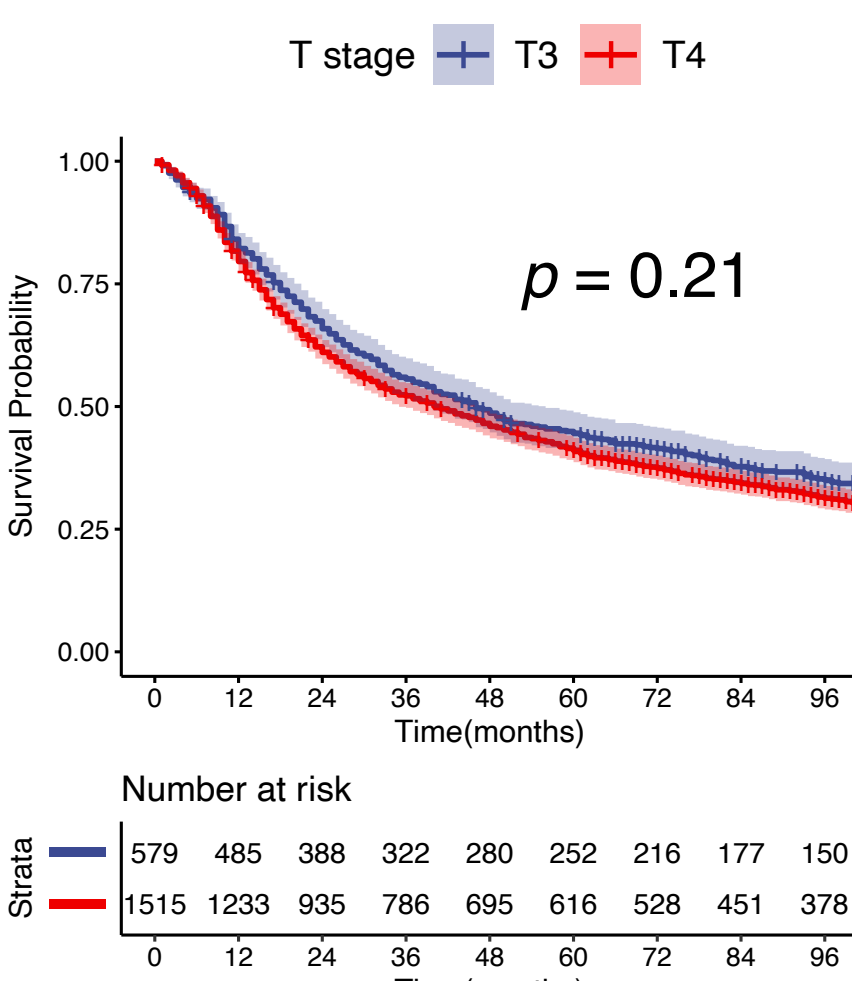 T stage T3 T4
1.00
0.75
0.50
0.25
0.00
Survival Probability
p = 0.21
0 12 24 36 48 60 72 84 96
Time(months)
Number at risk
Strata
579 485 388 322 280 252 216 177 150
1515 1233 935 786 695 616 528 451 378
0 12 24 36 48 60 72 84 96
Time(months)